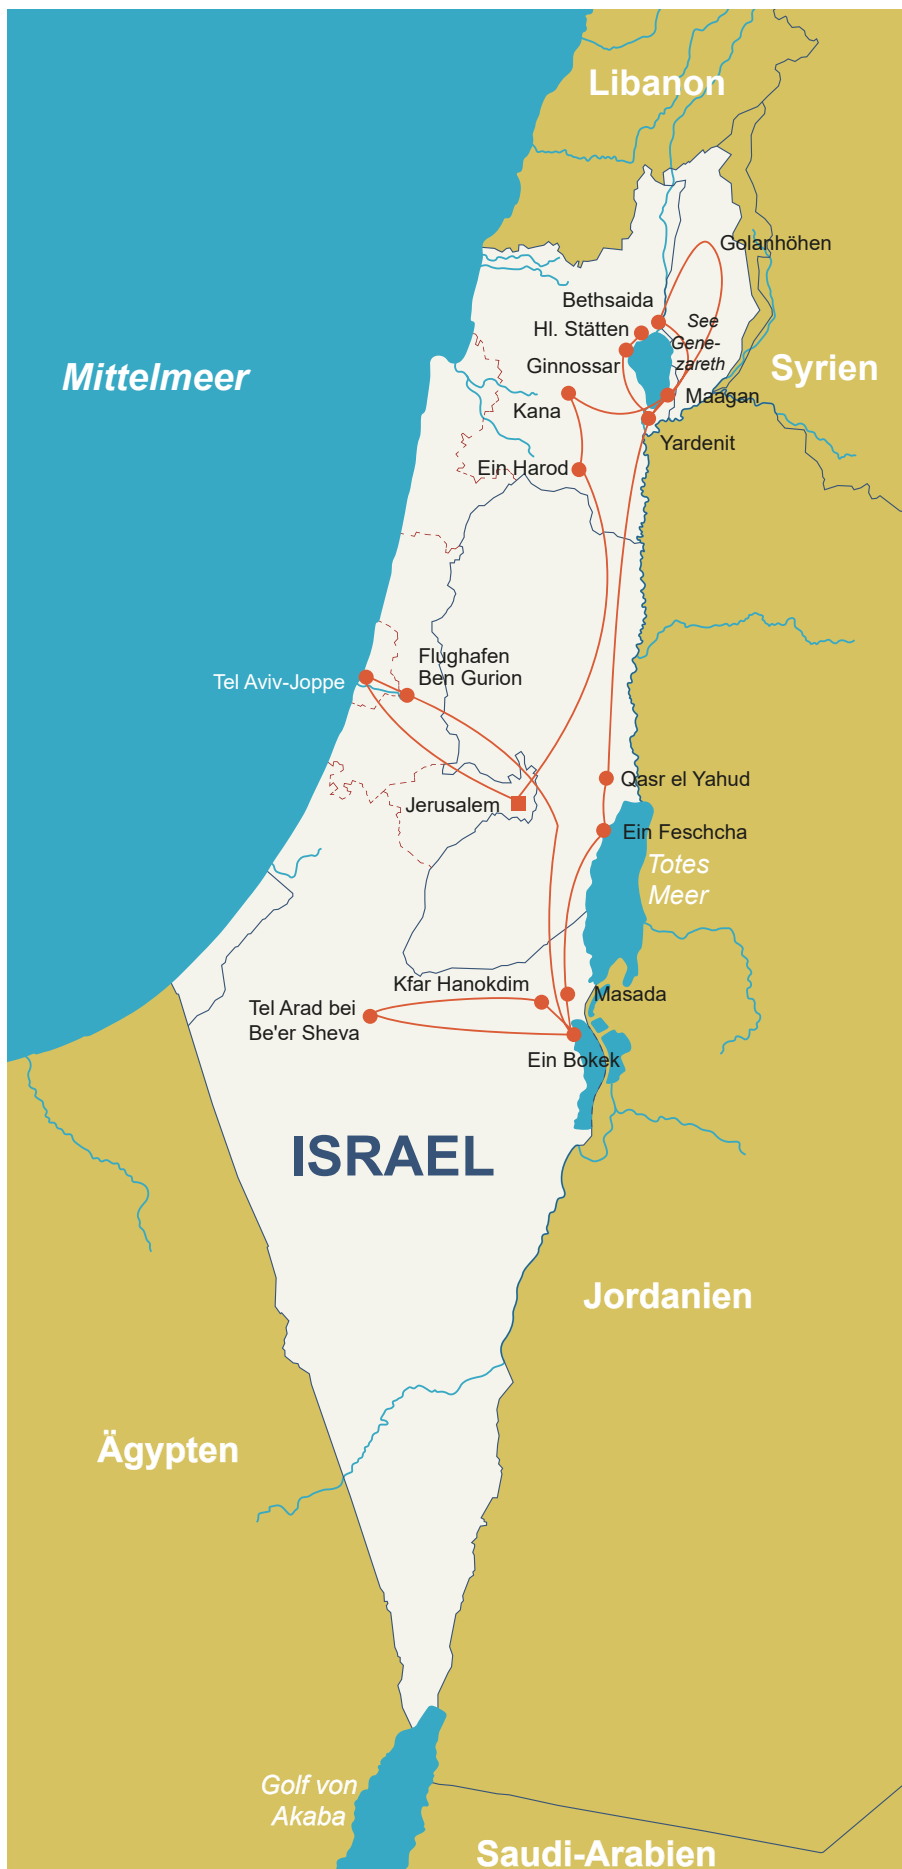 Libanon
Golanhöhen
Bethsaida
Hl. Stätten
See
Gene-
zareth
Ginnossar
Syrien
Mittelmeer
Maagan
Kana
Yardenit
Ein Harod
Flughafen
Ben Gurion
Tel Aviv-Joppe
Qasr el Yahud
Jerusalem
Ein Feschcha
Totes
Meer
Kfar Hanokdim
Masada
Tel Arad bei
Be'er Sheva
Ein Bokek
ISRAEL
Jordanien
Ägypten
Golf von
Akaba
Saudi-Arabien